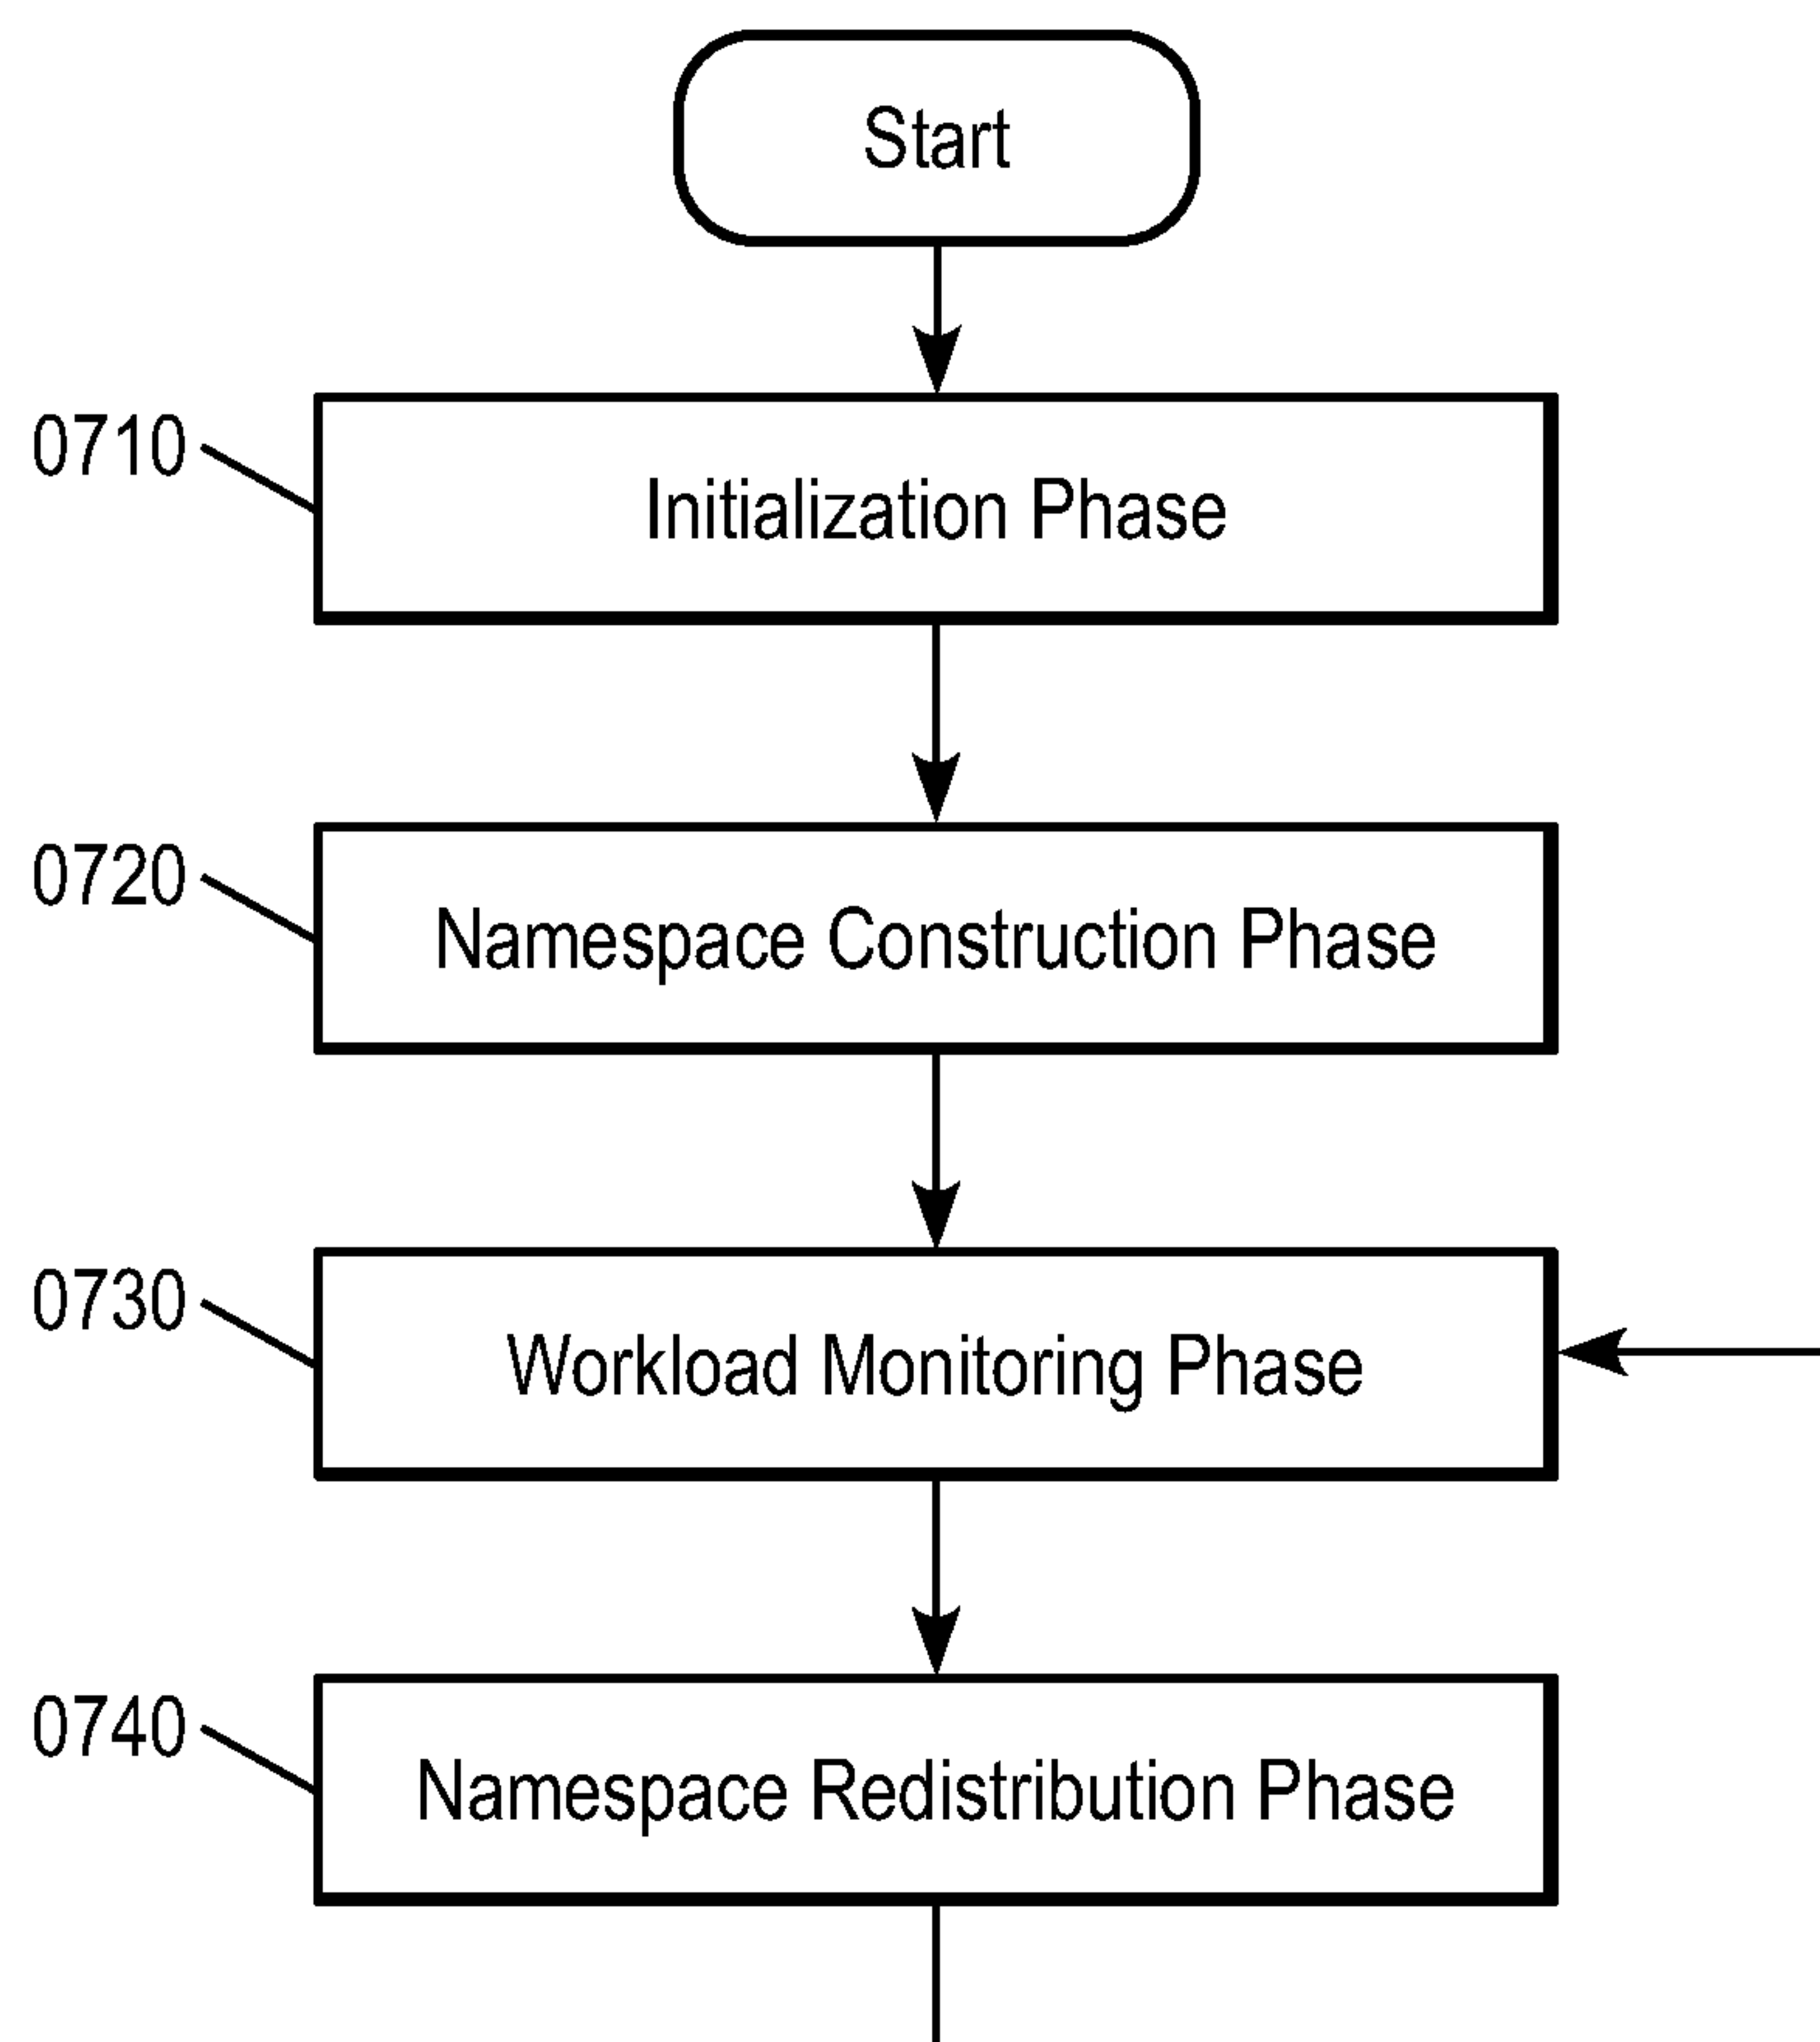 Start
0710
Initialization Phase
0720
Namespace Construction Phase
0730
Workload Monitoring Phase
0740
Namespace Redistribution Phase